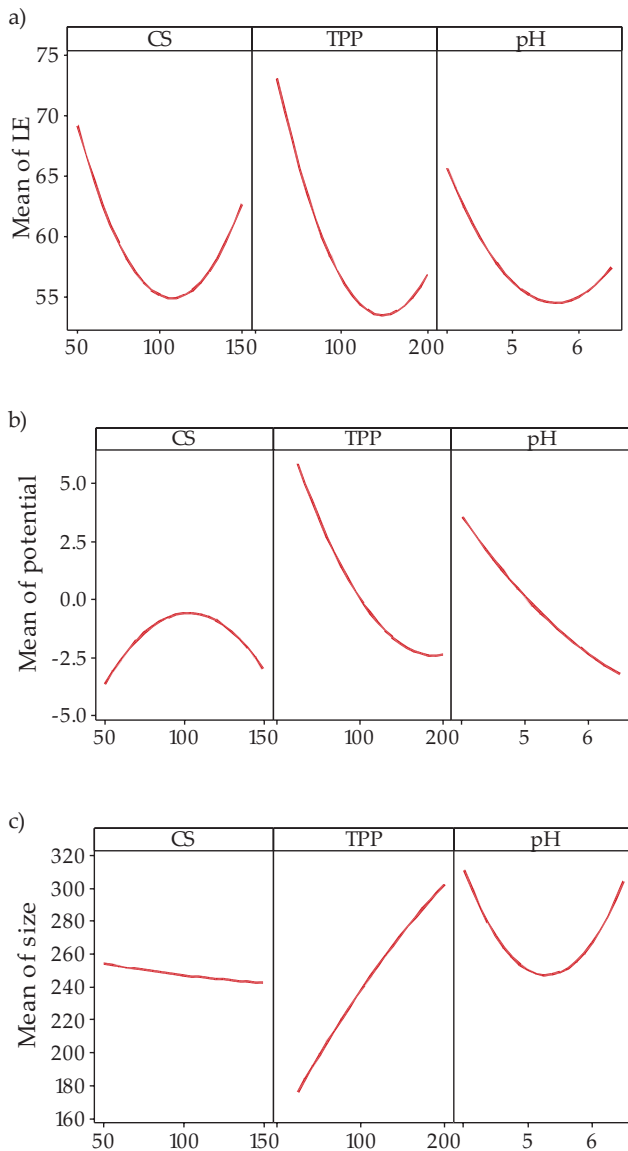 a)
CS TPP pH
75
70
65
60
55
Mean of LE
50 100 150 100 200 5 6
b)
CS TPP pH
5.0
2.5
0.0
-2.5
-5.0
Mean of potential
50 100 150 100 200 5 6
c)
CS TPP pH
320
300
280
260
240
220
200
180
160
Mean of size
50 100 150 100 200 5 6